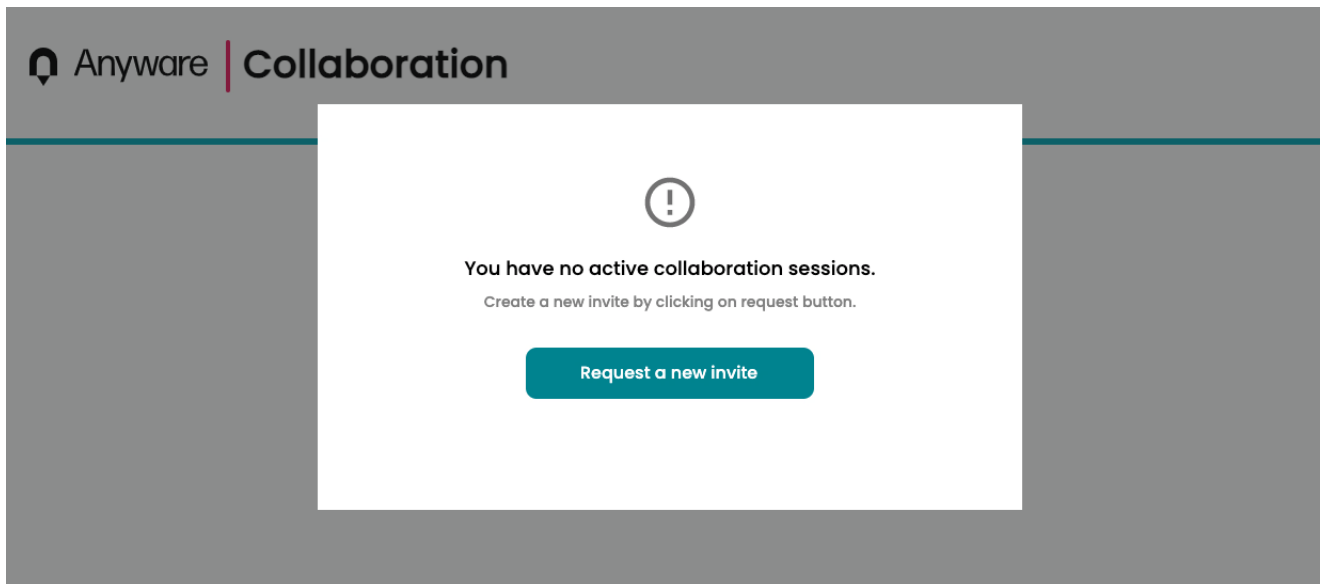 Anyware | Collaboration
You have no active collaboration sessions.
Create a new invite by clicking on request button.
Request a new invite